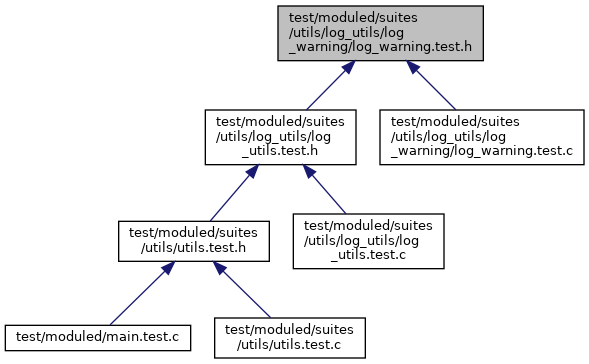 test/moduled/suites
/utils/log_utils/log
_warning/log_warning.test.h
test/moduled/suites
/utils/log_utils/log
_utils.test.h
test/moduled/suites
/utils/log_utils/log
_warning/log_warning.test.c
test/moduled/suites
/utils/utils.test.h
test/moduled/suites
/utils/log_utils/log
_utils.test.c
test/moduled/main.test.c
test/moduled/suites
/utils/utils.test.c